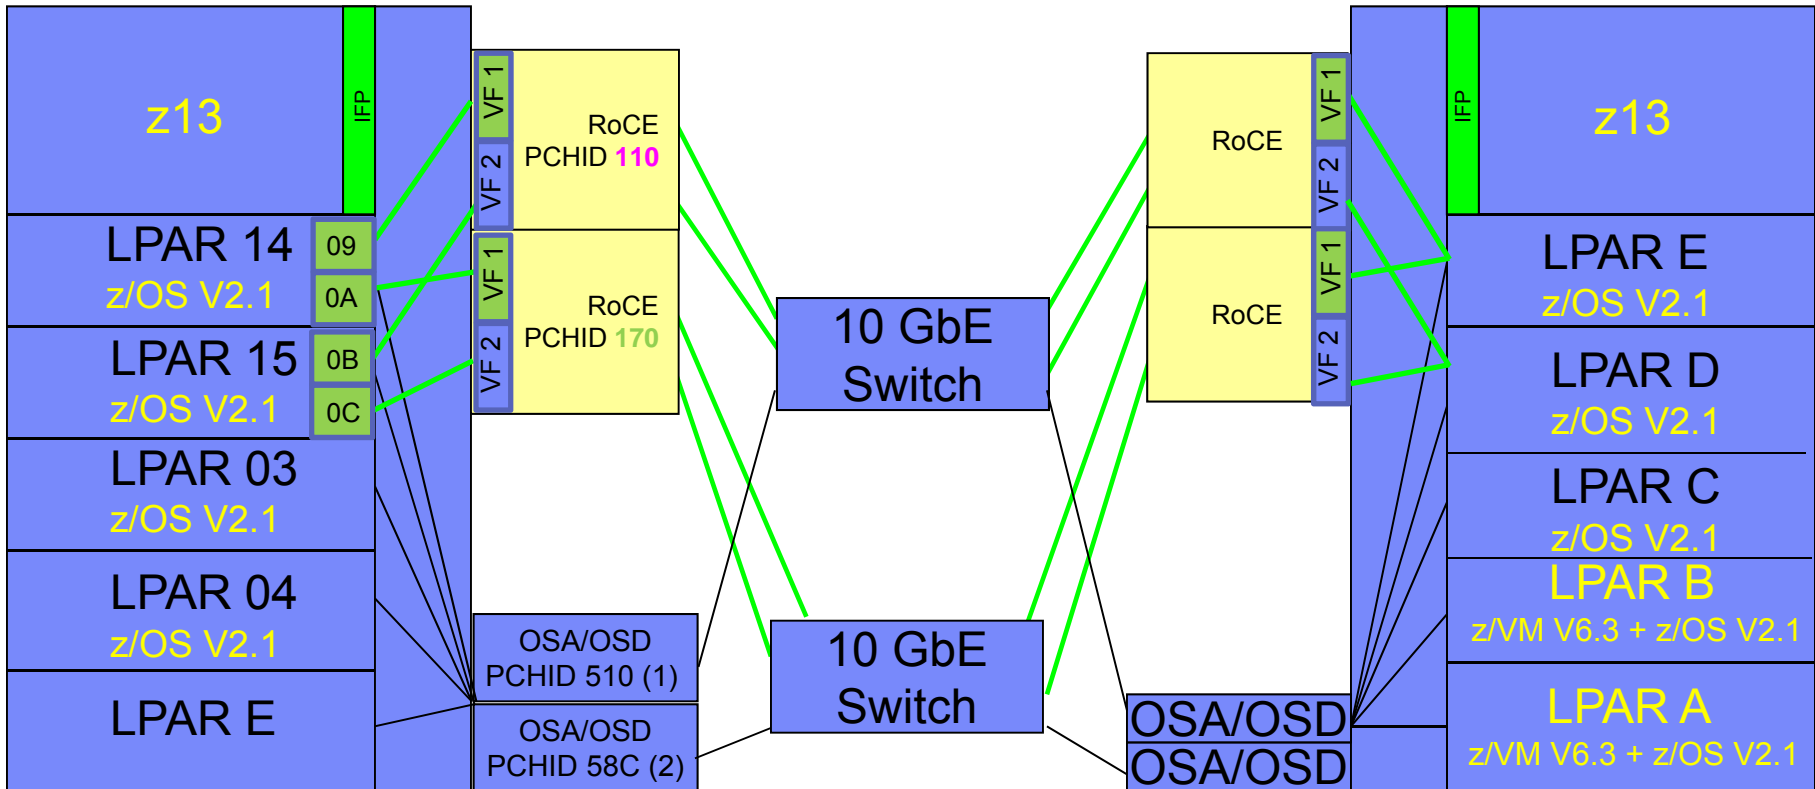 z13
IFP
LPAR 14
z/OS V2.1
09
0A
LPAR 15
z/OS V2.1
0B
0C
LPAR 03
z/OS V2.1
LPAR 04
z/OS V2.1
LPAR E
VF 1
VF 2
RoCE
PCHID 110
VF 1
VF 2
RoCE
PCHID 170
OSA/OSD
PCHID 510 (1)
OSA/OSD
PCHID 58C (2)
10 GbE
Switch
10 GbE
Switch
RoCE
VF 1
VF 2
RoCE
VF 1
VF 2
OSA/OSD
OSA/OSD
IFP
z13
LPAR E
z/OS V2.1
LPAR D
z/OS V2.1
LPAR C
z/OS V2.1
LPAR B
z/VM V6.3 + z/OS V2.1
LPAR A
z/VM V6.3 + z/OS V2.1